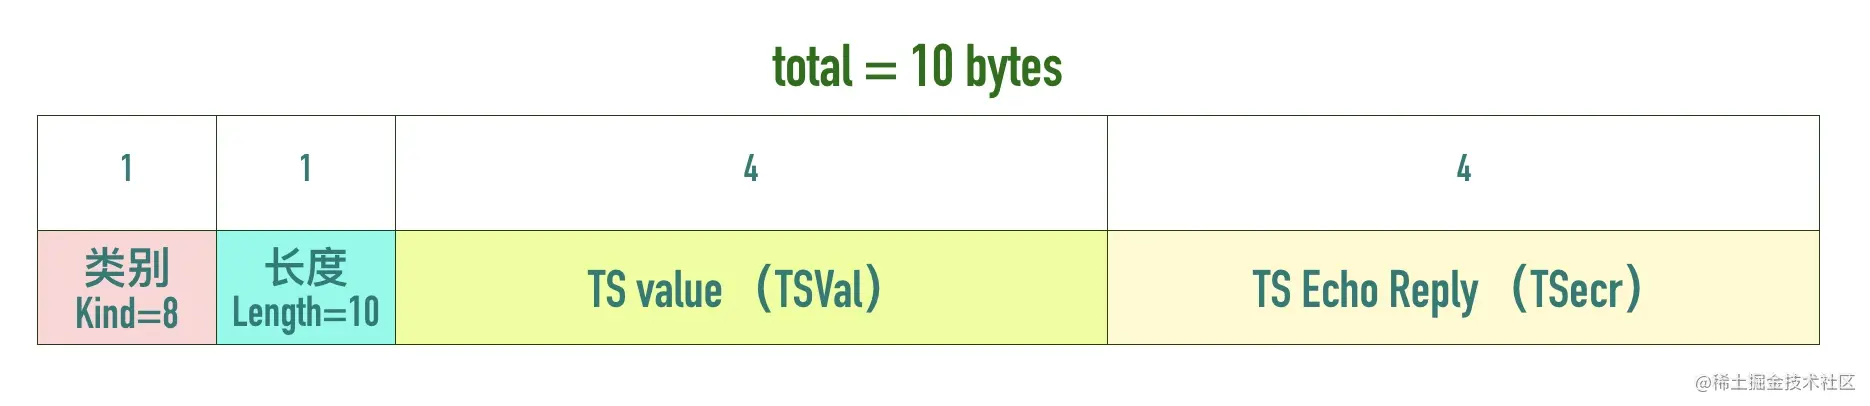 total = 10 bytes
1
1
4
4
类别
Kind=8
长度
Length=10
TS value （TSVal）
TS Echo Reply （TSecr）
@稀土掘金技术社区